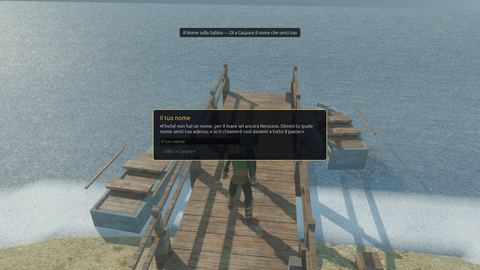 Il Nome sulla Sabbia — Di a Gaspare il nome che senti tuo
Il tuo nome
«Finché non hai un nome, per il mare sei ancora Nessuno. Dimmi tu quale
nome senti tuo adesso, e io ti chiamerò così davanti a tutto il paese.»
Il tuo nome
Dillo a Gaspare